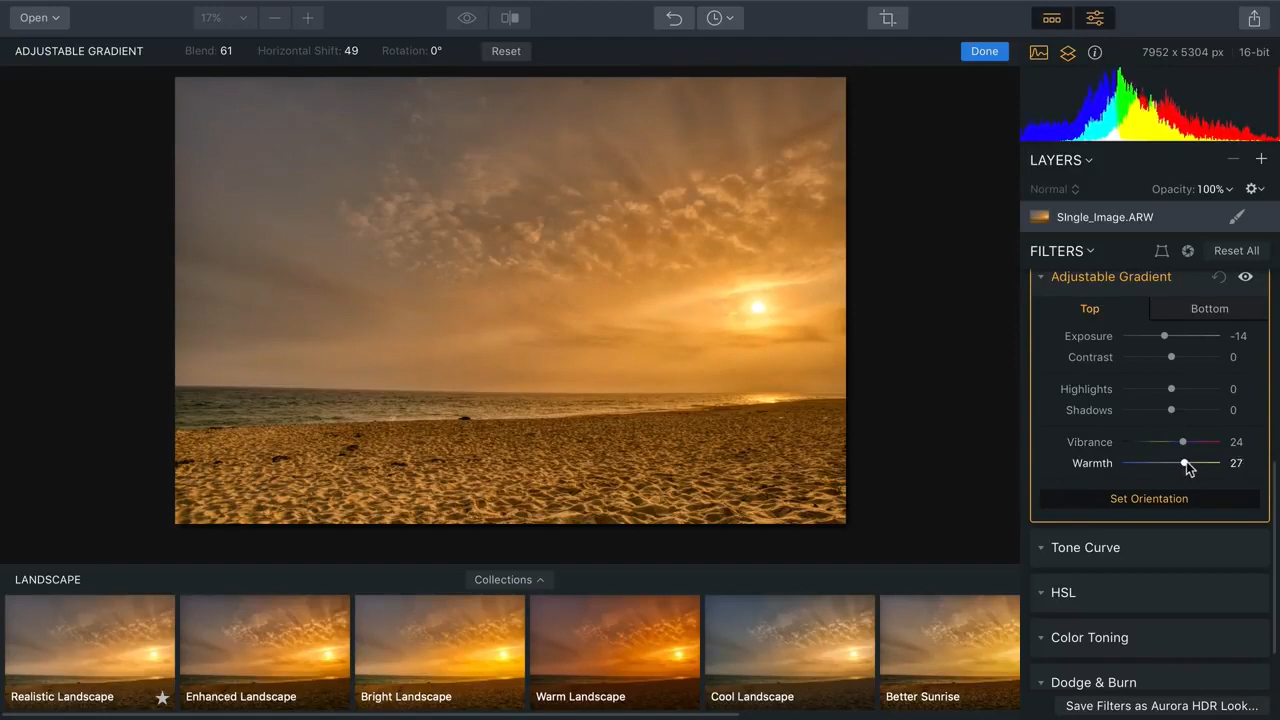 Open
17%
ADJUSTABLE GRADIENT Blend: 61 Horizontal Shift: 49 Rotation: 0° Reset Done
7952 x 5304 px 16-bit
LAYERS
Normal Opacity: 100%
SIngle_Image.ARW
FILTERS Reset All
Adjustable Gradient
Top Bottom
Exposure -14
Contrast 0
Highlights 0
Shadows 0
Vibrance 24
Warmth 27
Set Orientation
Tone Curve
HSL
Color Toning
Dodge & Burn
Save Filters as Aurora HDR Look...
LANDSCAPE Collections
Realistic Landscape Enhanced Landscape Bright Landscape Warm Landscape Cool Landscape Better Sunrise